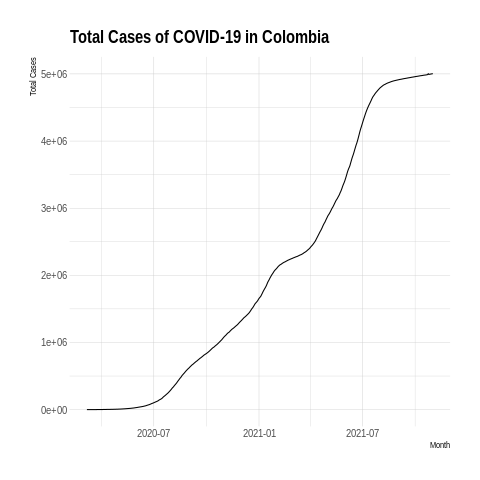 Total Cases of COVID-19 in Colombia
Total Cases
5e+06
4e+06
3e+06
2e+06
1e+06
0e+00
2020-07 2021-01 2021-07
Month